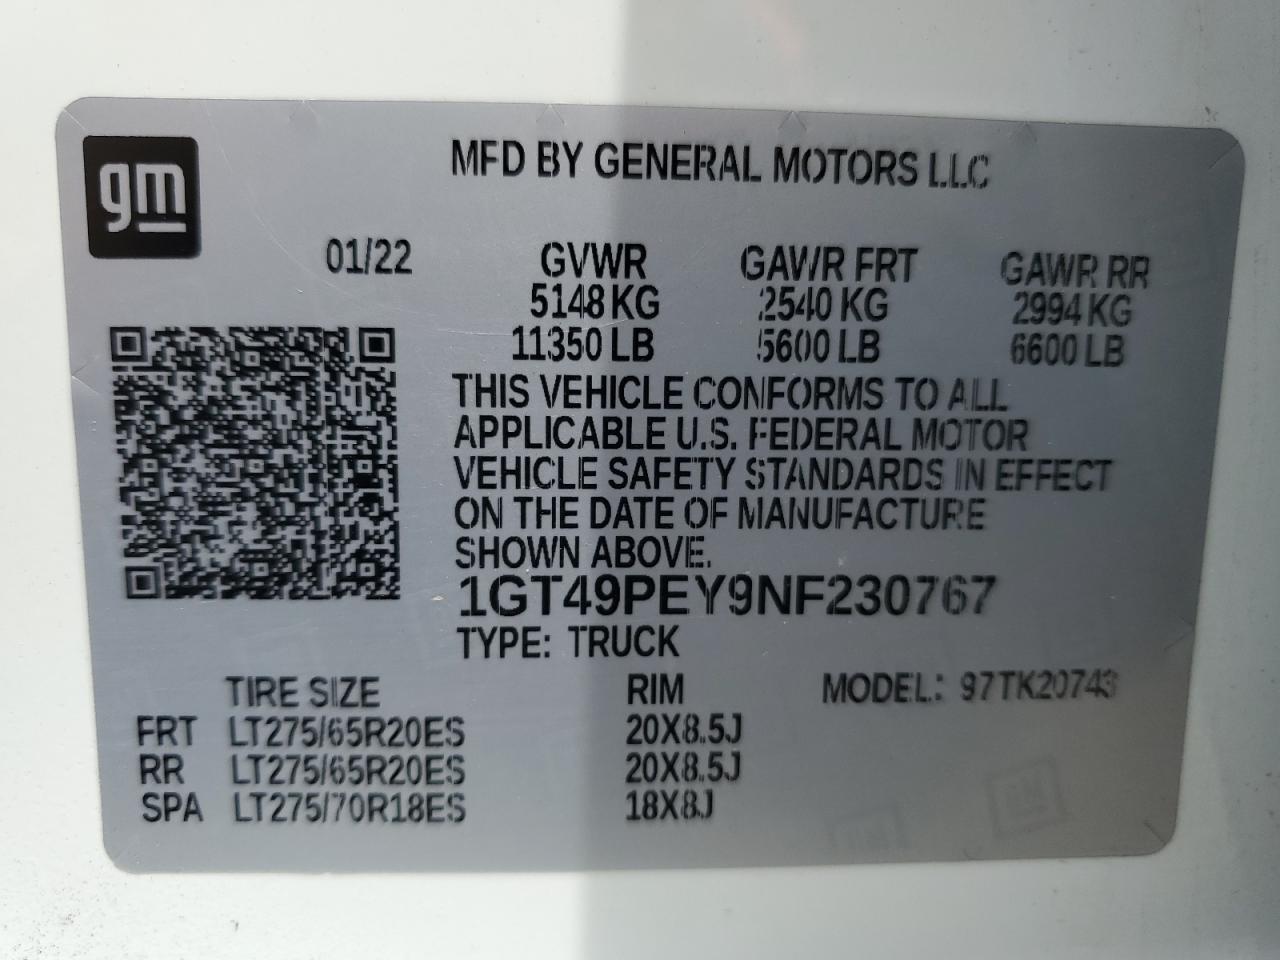 gm
MFD BY GENERAL MOTORS LLC
01/22 GVWR GAWR FRT GAWR RR
5148 KG 2540 KG 2994 KG
11350 LB 5600 LB 6600 LB
THIS VEHICLE CONFORMS TO ALL
APPLICABLE U.S. FEDERAL MOTOR
VEHICLE SAFETY STANDARDS IN EFFECT
ON THE DATE OF MANUFACTURE
SHOWN ABOVE.
1GT49PEY9NF230767
TYPE: TRUCK
TIRE SIZE RIM MODEL: 97TK20743
FRT LT275/65R20ES 20X8.5J
RR LT275/65R20ES 20X8.5J
SPA LT275/70R18ES 18X8J